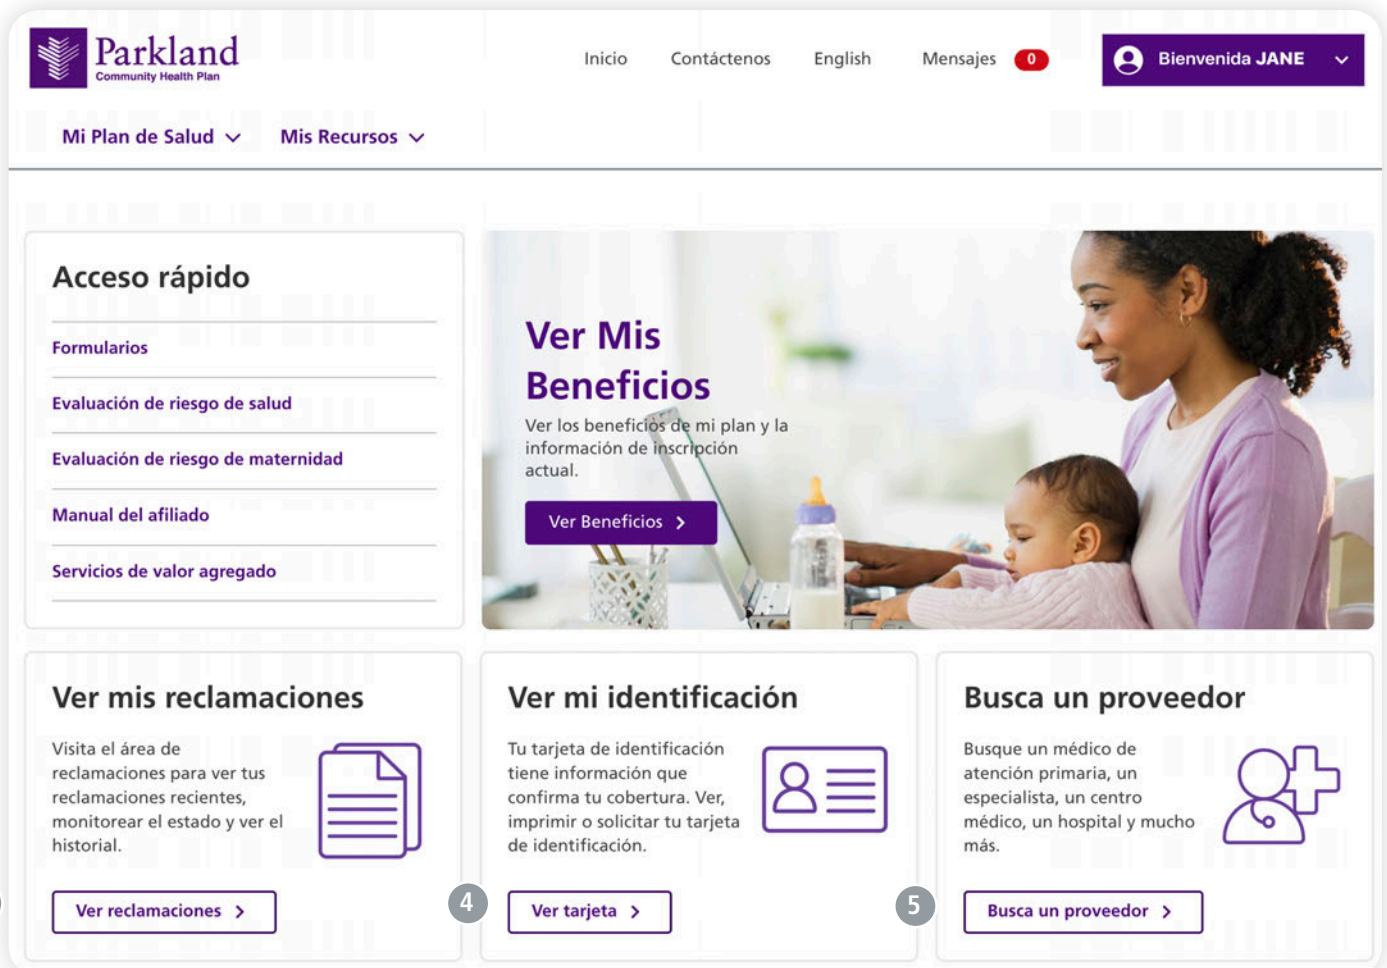 Parkland
Community Health Plan
Inicio Contáctenos English Mensajes 0 Bienvenida JANE
Mi Plan de Salud Mis Recursos
Acceso rápido
Formularios
Evaluación de riesgo de salud
Evaluación de riesgo de maternidad
Manual del afiliado
Servicios de valor agregado
Ver Mis
Beneficios
Ver los beneficios de mi plan y la
información de inscripción
actual.
Ver Beneficios
Ver mis reclamaciones
Visita el área de
reclamaciones para ver tus
reclamaciones recientes,
monitorear el estado y ver el
historial.
Ver reclamaciones
Ver mi identificación
Tu tarjeta de identificación
tiene información que
confirma tu cobertura. Ver,
imprimir o solicitar tu tarjeta
de identificación.
4 Ver tarjeta
Busca un proveedor
Busque un médico de
atención primaria, un
especialista, un centro
médico, un hospital y mucho
más.
5 Busca un proveedor